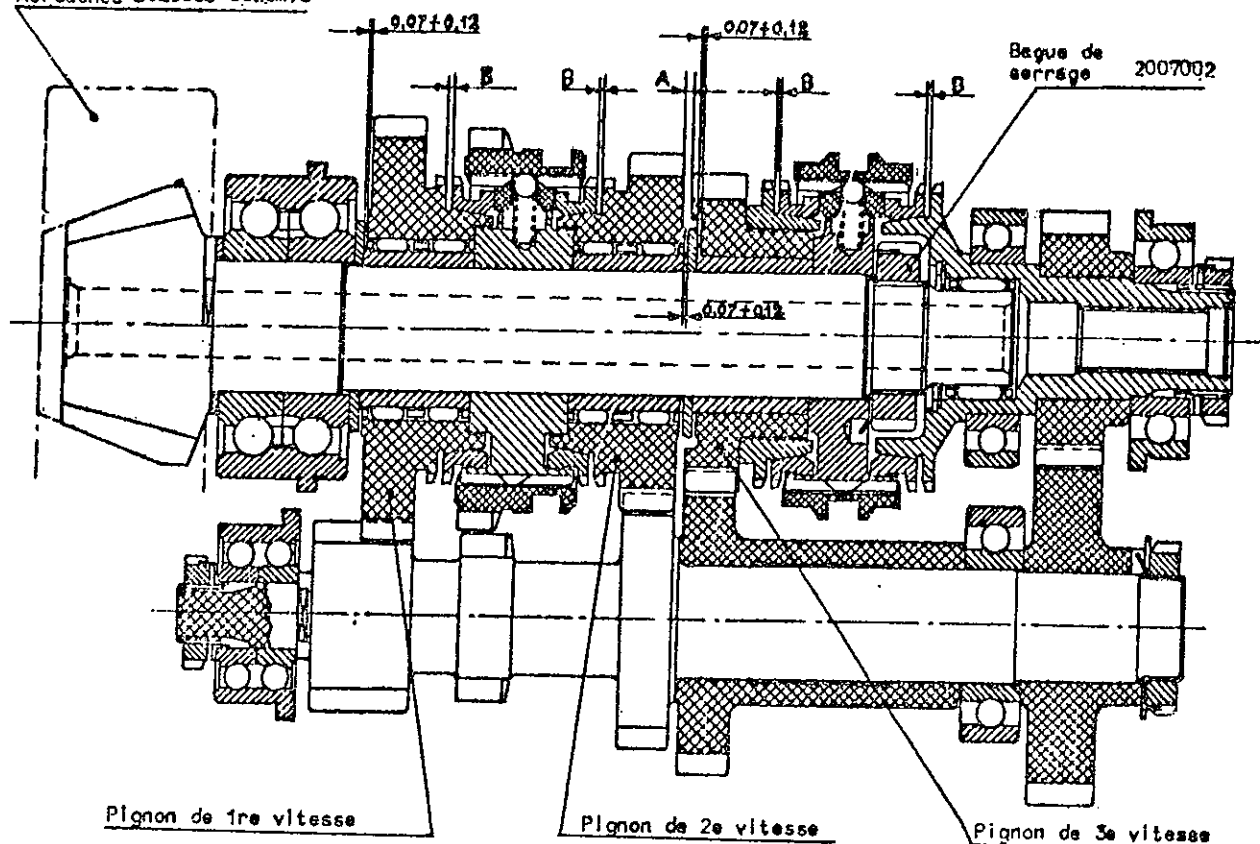 0,07+0,12
0,07+0,12
B
B
A
B
B
Bague de
serrage 2007002
0,07+0,12
Pignon de 1re vitesse
Pignon de 2e vitesse
Pignon de 3e vitesse